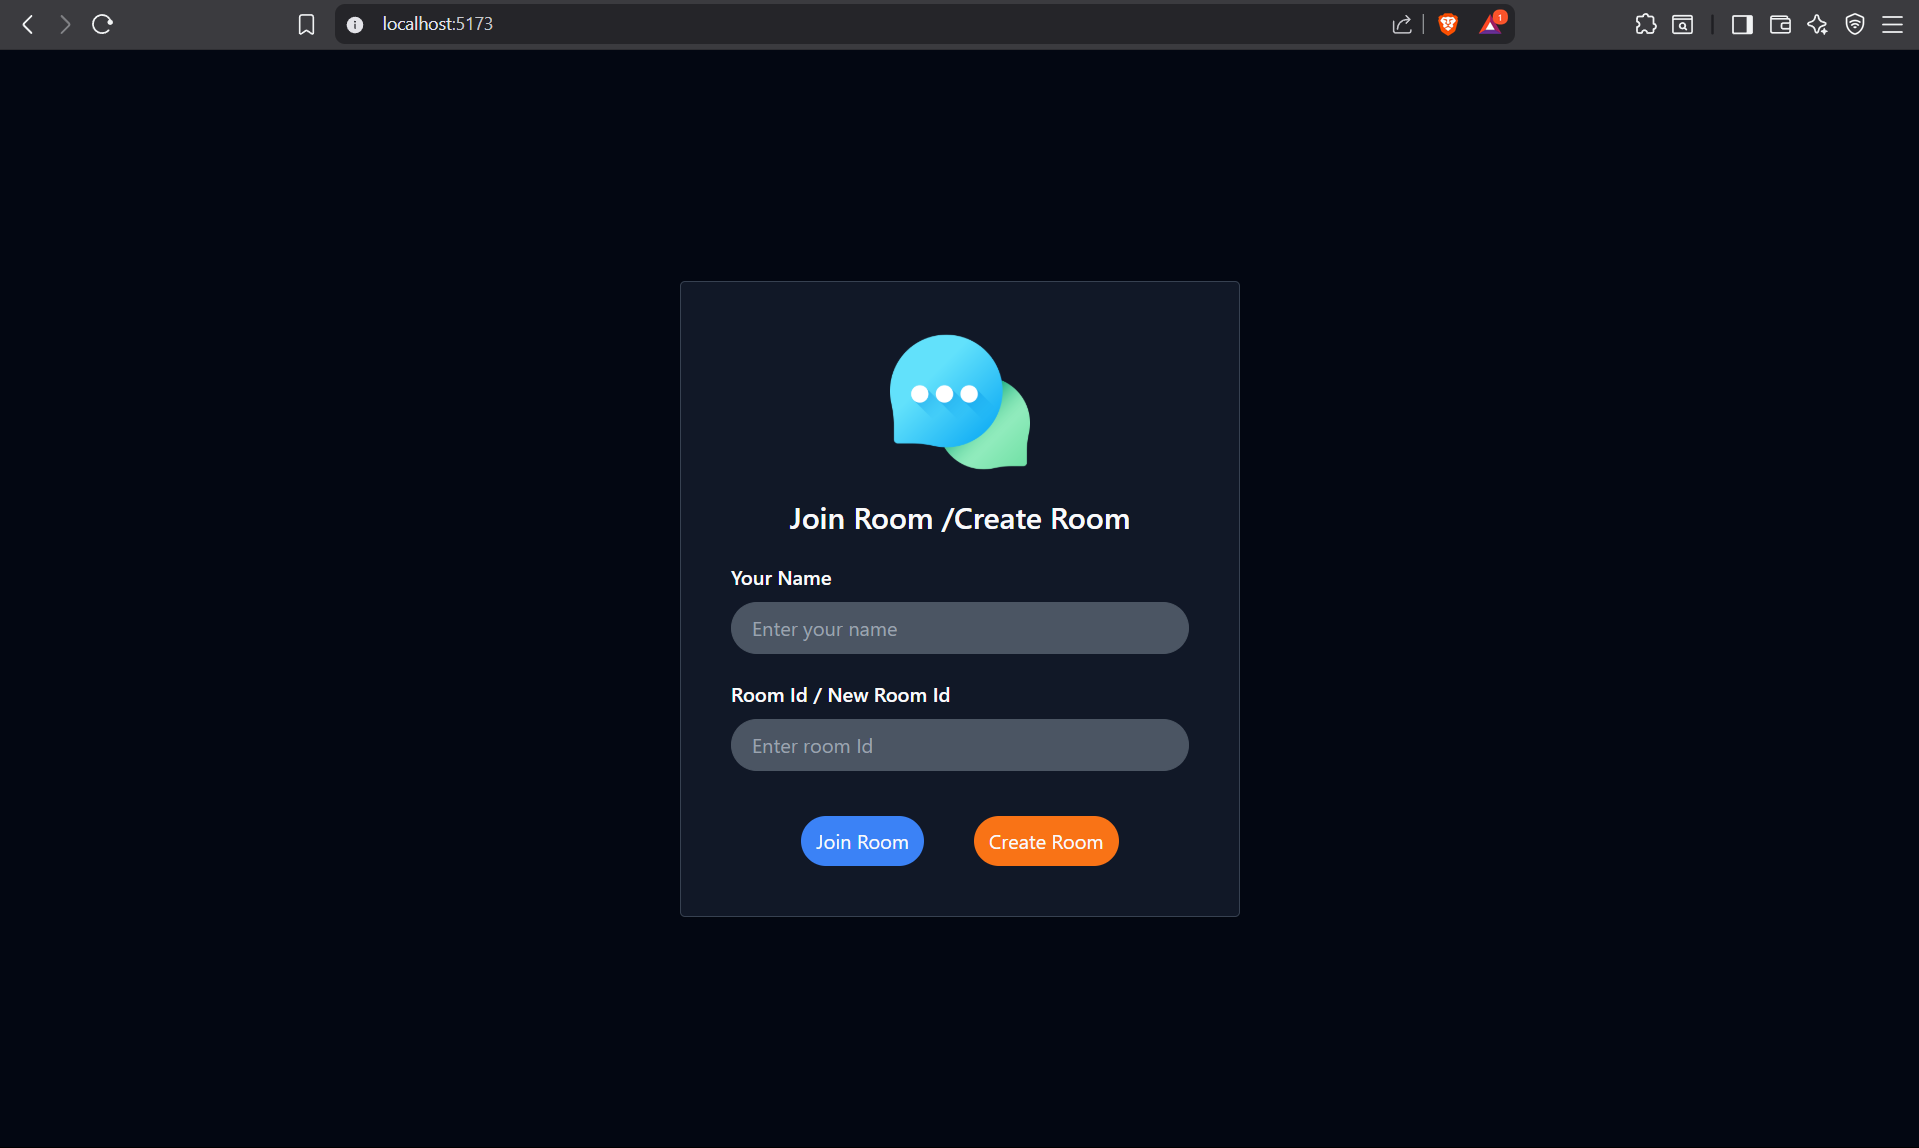 localhost:5173
1
Join Room /Create Room
Your Name
Enter your name
Room Id / New Room Id
Enter room Id
Join Room
Create Room